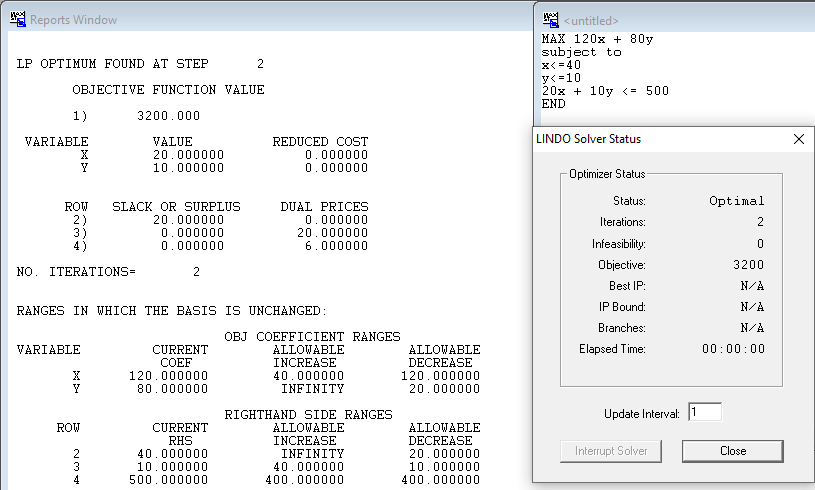 Reports Window
LP OPTIMUM FOUND AT STEP 2
OBJECTIVE FUNCTION VALUE
1) 3200.000
VARIABLE VALUE REDUCED COST
X 20.000000 0.000000
Y 10.000000 0.000000
ROW SLACK OR SURPLUS DUAL PRICES
2) 20.000000 0.000000
3) 0.000000 20.000000
4) 0.000000 6.000000
NO. ITERATIONS= 2
RANGES IN WHICH THE BASIS IS UNCHANGED:
OBJ COEFFICIENT RANGES
VARIABLE CURRENT ALLOWABLE ALLOWABLE
COEF INCREASE DECREASE
X 120.000000 40.000000 120.000000
Y 80.000000 INFINITY 20.000000
RIGHTHAND SIDE RANGES
ROW CURRENT ALLOWABLE ALLOWABLE
RHS INCREASE DECREASE
2 40.000000 INFINITY 20.000000
3 10.000000 40.000000 10.000000
4 500.000000 400.000000 400.000000
<untitled>
MAX 120x + 80y
subject to
x<=40
y<=10
20x + 10y <= 500
END
LINDO Solver Status
Optimizer Status
Status: Optimal
Iterations: 2
Infeasibility: 0
Objective: 3200
Best IP: N/A
IP Bound: N/A
Branches: N/A
Elapsed Time: 00:00:00
Update Interval: 1
Interrupt Solver Close